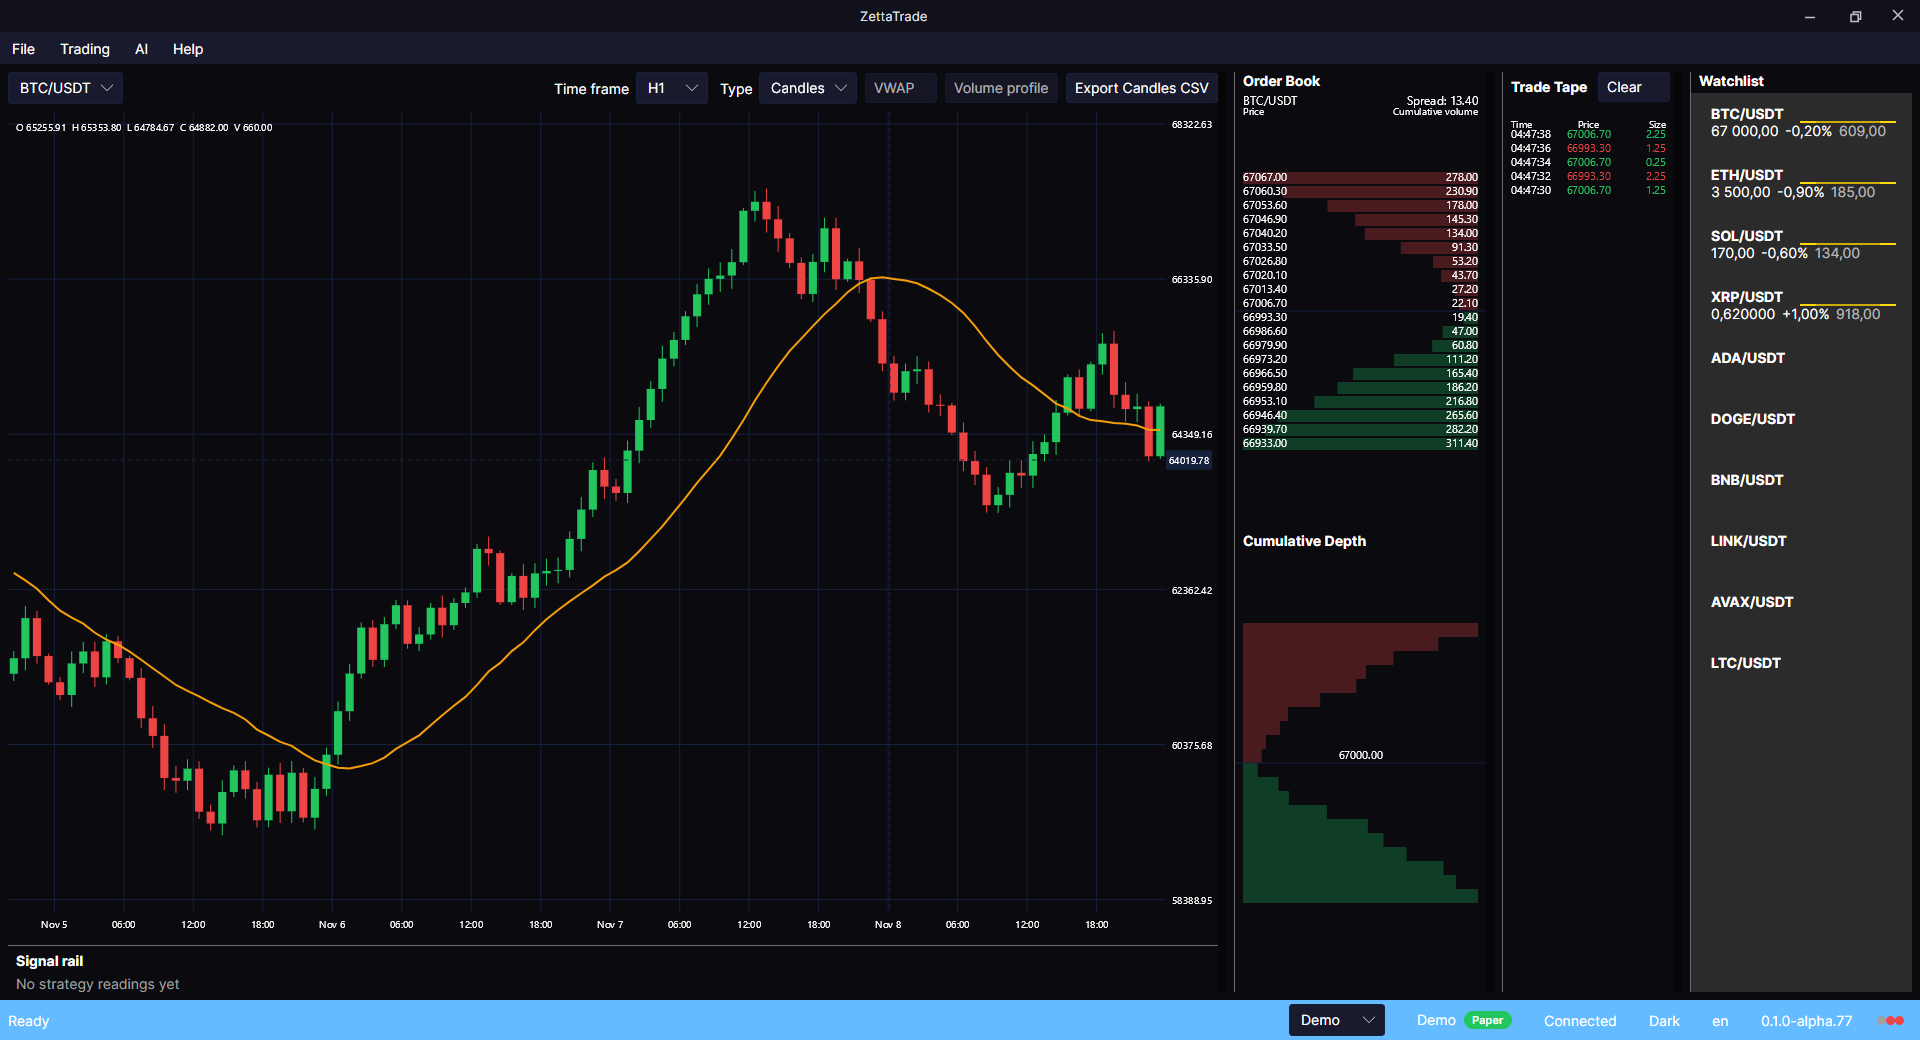 ZettaTrade
File Trading AI Help
BTC/USDT Time frame H1 Type Candles VWAP Volume profile Export Candles CSV
O 65255.91 H 65353.80 L 64784.67 C 64882.00 V 660.00
68322.63
66335.90
64349.16
64019.78
62362.42
60375.68
58388.95
Nov 5 06:00 12:00 18:00 Nov 6 06:00 12:00 18:00 Nov 7 06:00 12:00 18:00 Nov 8 06:00 12:00 18:00
Signal rail
No strategy readings yet
Order Book
BTC/USDT Spread: 13.40
Price Cumulative volume
67067.00 278.00
67060.30 230.90
67053.60 178.00
67046.90 145.30
67040.20 134.00
67033.50 91.30
67026.80 53.20
67020.10 43.70
67013.40 27.20
67006.70 22.10
66993.30 19.40
66986.60 47.00
66979.90 60.80
66973.20 111.20
66966.50 165.40
66959.80 186.20
66953.10 216.80
66946.40 265.60
66939.70 282.20
66933.00 311.40
Cumulative Depth
67000.00
Trade Tape Clear
Time Price Size
04:47:38 67006.70 2.25
04:47:36 66993.30 1.25
04:47:34 67006.70 0.25
04:47:32 66993.30 2.25
04:47:30 67006.70 1.25
Watchlist
BTC/USDT
67 000,00 -0,20% 609,00
ETH/USDT
3 500,00 -0,90% 185,00
SOL/USDT
170,00 -0,60% 134,00
XRP/USDT
0,620000 +1,00% 918,00
ADA/USDT
DOGE/USDT
BNB/USDT
LINK/USDT
AVAX/USDT
LTC/USDT
Ready Demo Demo Paper Connected Dark en 0.1.0-alpha.77